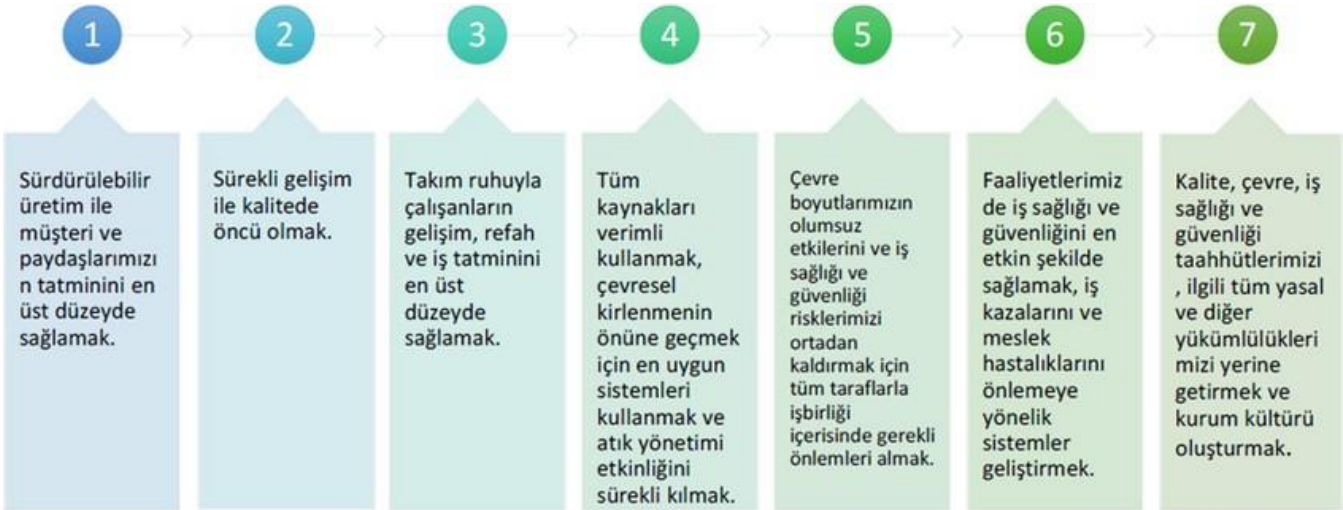 1
2
3
4
5
6
7
Sürdürülebilir
üretim ile
müşteri ve
paydaşlarımızı
n tatminini en
üst düzeyde
sağlamak.
Sürekli gelişim
ile kalitede
öncü olmak.
Takım ruhuyla
çalışanların
gelişim, refah
ve iş tatminini
en üst
düzeyde
sağlamak.
Tüm
kaynakları
verimli
kullanmak,
çevresel
kirlenmenin
önüne geçmek
için en uygun
sistemleri
kullanmak ve
atık yönetimi
etkinliğini
sürekli kılmak.
Çevre
boyutlarımızın
olumsuz
etkilerini ve iş
sağlığı ve
güvenliği
risklerimizi
ortadan
kaldırmak için
tüm taraflarla
işbirliği
içerisinde gerekli
önlemleri almak.
Faaliyetlerimiz
de iş sağlığı ve
güvenliğini en
etkin şekilde
sağlamak, iş
kazalarını ve
meslek
hastalıklarını
önlemeye
yönelik
sistemler
geliştirmek.
Kalite, çevre, iş
sağlığı ve
güvenliği
taahhütlerimizi
, ilgili tüm yasal
ve diğer
yükümlülükleri
mizi yerine
getirmek ve
kurum kültürü
oluşturmak.